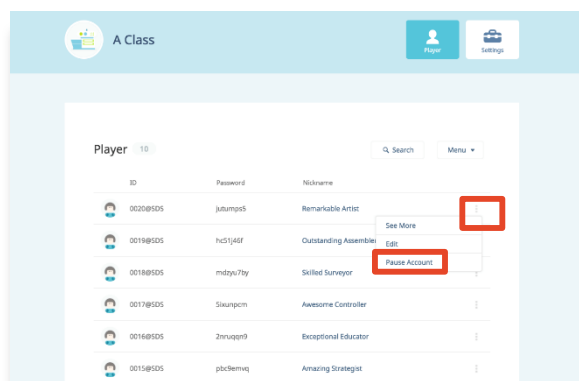 A Class
Player
Settings
Player 10
Search
Menu
ID Password Nickname
0020@SDS jutumps5 Remarkable Artist
See More
0019@SDS hc51j46f Outstanding Assembler
Edit
Pause Account
0018@SDS mdzyu7by Skilled Surveyor
0017@SDS 5ixunpcm Awesome Controller
0016@SDS 2nruqqn9 Exceptional Educator
0015@SDS pbc9emvq Amazing Strategist